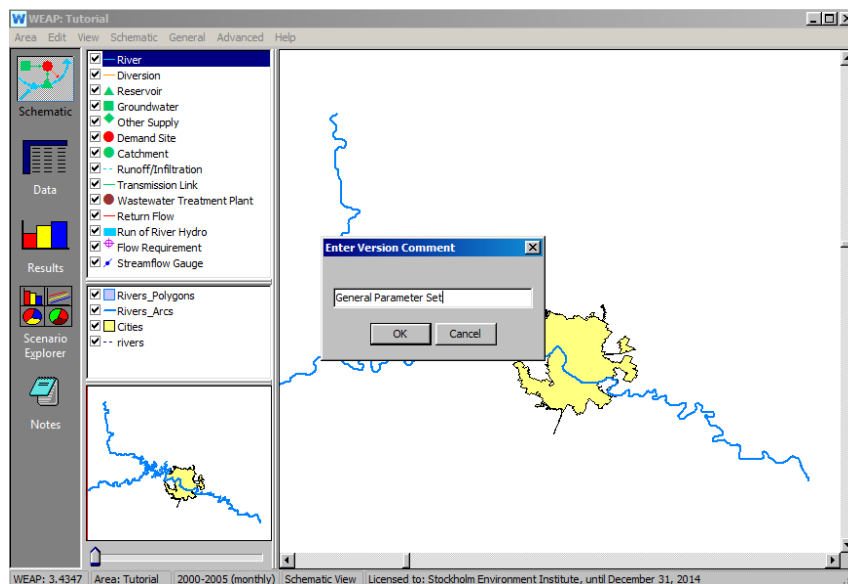 WEAP: Tutorial
Area Edit View Schematic General Advanced Help
Schematic
Data
Results
Scenario
Explorer
Notes
River
Diversion
Reservoir
Groundwater
Other Supply
Demand Site
Catchment
Runoff/Infiltration
Transmission Link
Wastewater Treatment Plant
Return Flow
Run of River Hydro
Flow Requirement
Streamflow Gauge
Rivers_Polygons
Rivers_Arcs
Cities
rivers
Enter Version Comment
General Parameter Set
OK Cancel
WEAP: 3.4347 Area: Tutorial 2000-2005 (monthly) Schematic View Licensed to: Stockholm Environment Institute, until December 31, 2014